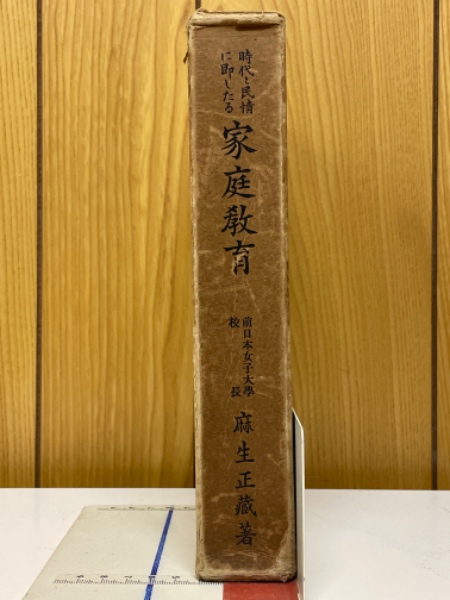 時代と民情
に即したる
家庭教育
前日本女子大學
校長
麻生正藏著